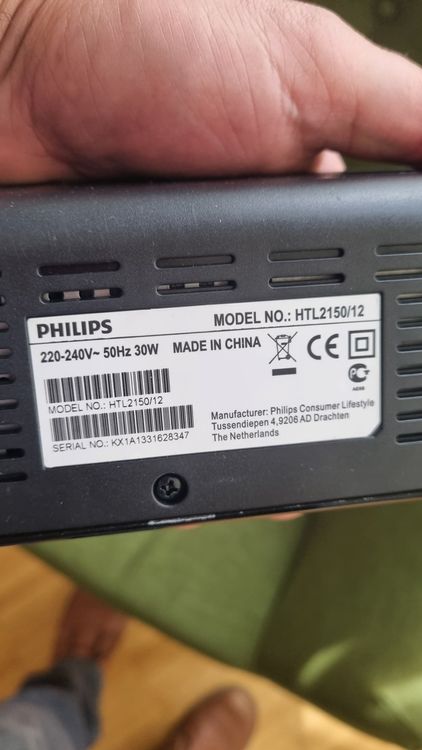 PHILIPS
MODEL NO.: HTL2150/12
220-240V~ 50Hz 30W
MADE IN CHINA
CE
MODEL NO.: HTL2150/12
SERIAL NO.: KX1A1331628347
Manufacturer: Philips Consumer Lifestyle
Tussendiepen 4,9206 AD Drachten
The Netherlands